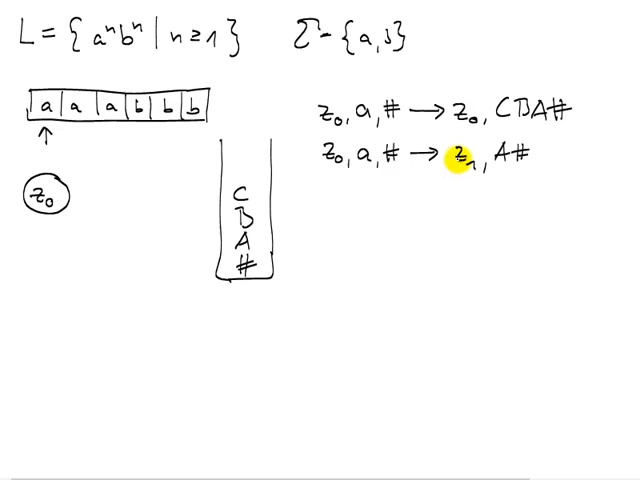 L = { aⁿbⁿ | n ≥ 1 } Σ = {a, b}
a a a b b b
z₀, a, # → z₀, CBA#
z₀, a, # → z₁, A#
z₀
C
B
A
#